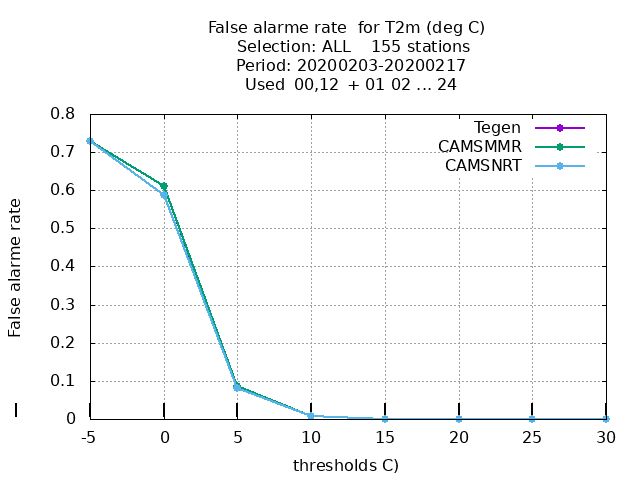 False alarme rate  for T2m (deg C)
Selection: ALL    155 stations
Period: 20200203-20200217
Used  00,12  + 01 02 ... 24
Tegen
CAMSMMR
CAMSNRT
0.8
0.7
0.6
0.5
0.4
0.3
0.2
0.1
0
False alarme rate
-5 0 5 10 15 20 25 30
thresholds C)